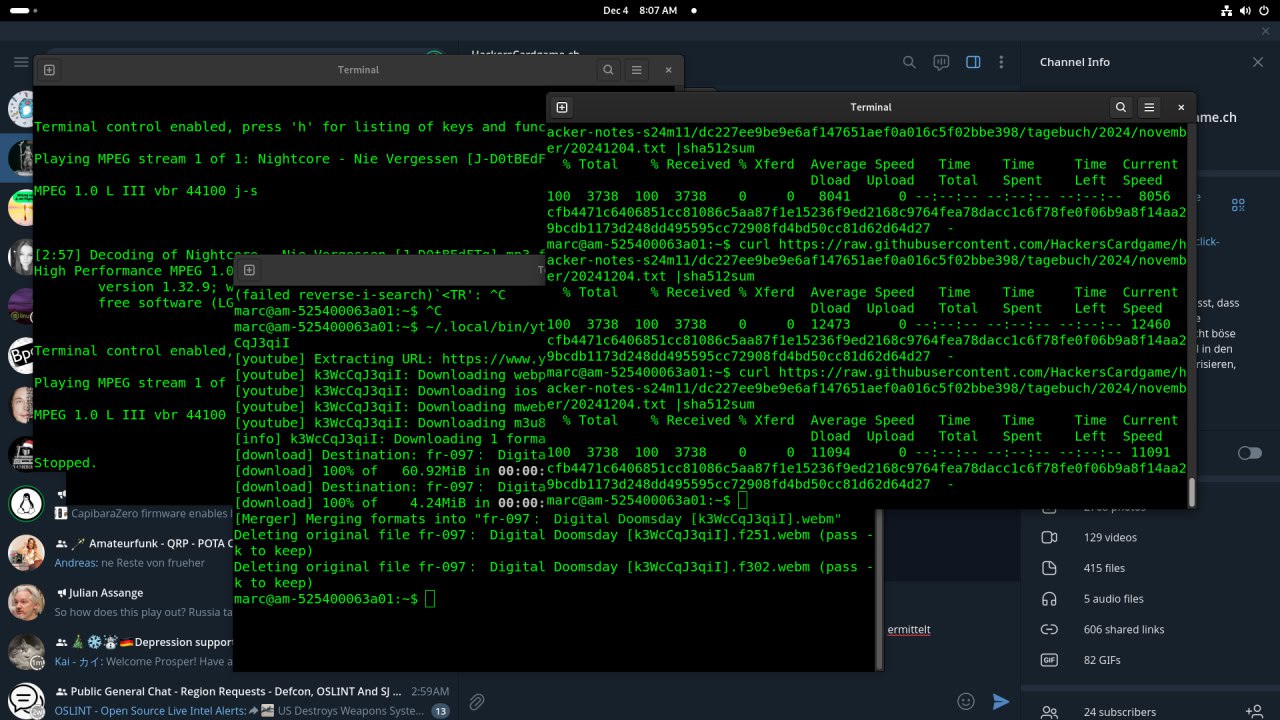 Dec 4 8:07 AM
HackersCardgame.ch
Channel Info
Terminal
Terminal control enabled, press 'h' for listing of keys and func
Playing MPEG stream 1 of 1: Nightcore - Nie Vergessen [J-D0tBEdF
MPEG 1.0 L III vbr 44100 j-s
[2:57] Decoding of Nightcore - Nie Vergessen [J-D0tBEdFTg].mp3 f
High Performance MPEG 1.0
version 1.32.9; w
free software (LG
Terminal control enabled,
Playing MPEG stream 1 of
MPEG 1.0 L III vbr 44100
Stopped.
(failed reverse-i-search)`<TR': ^C
marc@am-525400063a01:~$ ^C
marc@am-525400063a01:~$ ~/.local/bin/yt
CqJ3qiI
[youtube] Extracting URL: https://www.y
[youtube] k3WcCqJ3qiI: Downloading webp
[youtube] k3WcCqJ3qiI: Downloading ios
[youtube] k3WcCqJ3qiI: Downloading mweb
[youtube] k3WcCqJ3qiI: Downloading m3u8
[info] k3WcCqJ3qiI: Downloading 1 forma
[download] Destination: fr-097： Digita
[download] 100% of 60.92MiB in 00:00:
[download] Destination: fr-097： Digita
[download] 100% of 4.24MiB in 00:00:
[Merger] Merging formats into "fr-097： Digital Doomsday [k3WcCqJ3qiI].webm"
Deleting original file fr-097： Digital Doomsday [k3WcCqJ3qiI].f251.webm (pass -
k to keep)
Deleting original file fr-097： Digital Doomsday [k3WcCqJ3qiI].f302.webm (pass -
k to keep)
marc@am-525400063a01:~$
Terminal
acker-notes-s24m11/dc227ee9be9e6af147651aef0a016c5f02bbe398/tagebuch/2024/novemb
er/20241204.txt |sha512sum
% Total % Received % Xferd Average Speed Time Time Time Current
Dload Upload Total Spent Left Speed
100 3738 100 3738 0 0 8041 0 --:--:-- --:--:-- --:--:-- 8056
cfb4471c6406851cc81086c5aa87f1e15236f9ed2168c9764fea78dacc1c6f78fe0f06b9a8f14aa2
9bcdb1173d248dd495595cc72908fd4bd50cc81d62d64d27 -
marc@am-525400063a01:~$ curl https://raw.githubusercontent.com/HackersCardgame/h
acker-notes-s24m11/dc227ee9be9e6af147651aef0a016c5f02bbe398/tagebuch/2024/novemb
er/20241204.txt |sha512sum
% Total % Received % Xferd Average Speed Time Time Time Current
Dload Upload Total Spent Left Speed
100 3738 100 3738 0 0 12473 0 --:--:-- --:--:-- --:--:-- 12460
cfb4471c6406851cc81086c5aa87f1e15236f9ed2168c9764fea78dacc1c6f78fe0f06b9a8f14aa2
9bcdb1173d248dd495595cc72908fd4bd50cc81d62d64d27 -
marc@am-525400063a01:~$ curl https://raw.githubusercontent.com/HackersCardgame/h
acker-notes-s24m11/dc227ee9be9e6af147651aef0a016c5f02bbe398/tagebuch/2024/novemb
er/20241204.txt |sha512sum
% Total % Received % Xferd Average Speed Time Time Time Current
Dload Upload Total Spent Left Speed
100 3738 100 3738 0 0 11094 0 --:--:-- --:--:-- --:--:-- 11091
cfb4471c6406851cc81086c5aa87f1e15236f9ed2168c9764fea78dacc1c6f78fe0f06b9a8f14aa2
9bcdb1173d248dd495595cc72908fd4bd50cc81d62d64d27 -
marc@am-525400063a01:~$
me.ch
click-
sst, dass
cht böse
d in den
risieren,
129 videos
415 files
5 audio files
606 shared links
GIF
82 GIFs
24 subscribers
ermittelt
CapibaraZero firmware enables
Amateurfunk - QRP - POTA
Andreas: ne Reste von frueher
Julian Assange
So how does this play out? Russia ta
Depression suppor
Kai - カイ: Welcome Prosper! Have a
1m
Public General Chat - Region Requests - Defcon, OSLINT And SJ ...
2:59AM
OSLINT - Open Source Live Intel Alerts: US Destroys Weapons Syste...
13